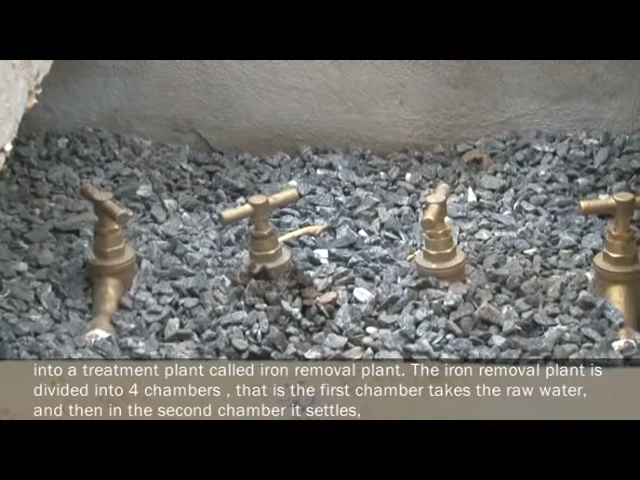 into a treatment plant called iron removal plant. The iron removal plant is
divided into 4 chambers , that is the first chamber takes the raw water,
and then in the second chamber it settles,